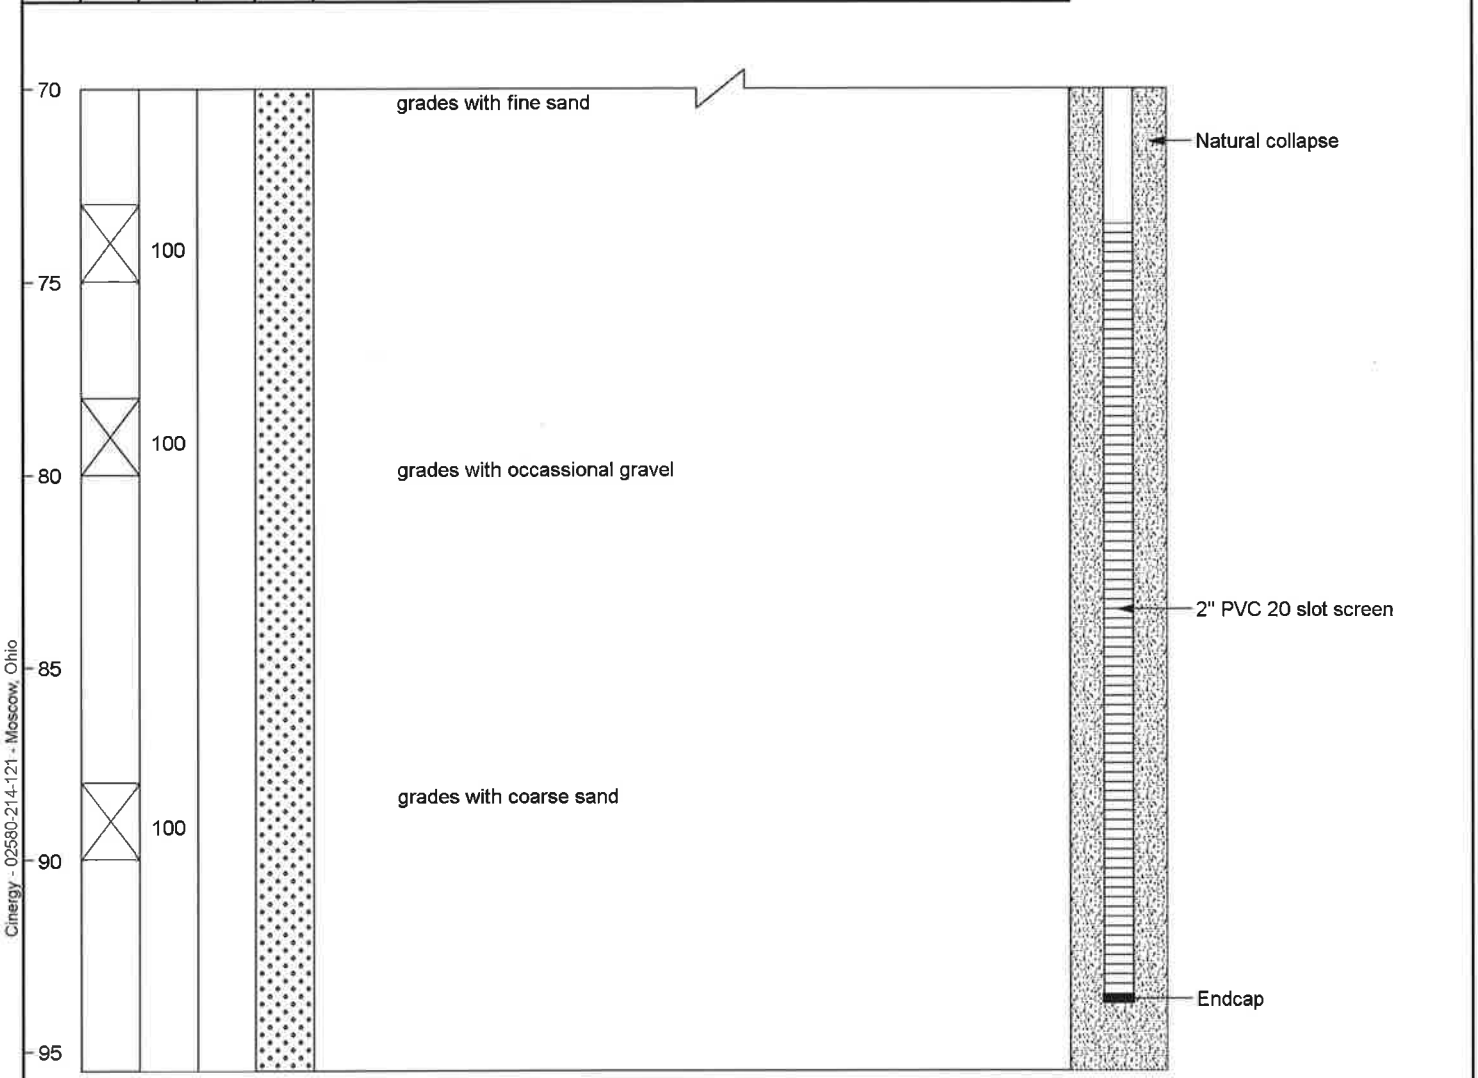 70
grades with fine sand
Natural collapse
100
75
100
80
grades with occassional gravel
2" PVC 20 slot screen
85
grades with coarse sand
100
90
Endcap
95
Cinergy - 02580-214-121 - Moscow, Ohio